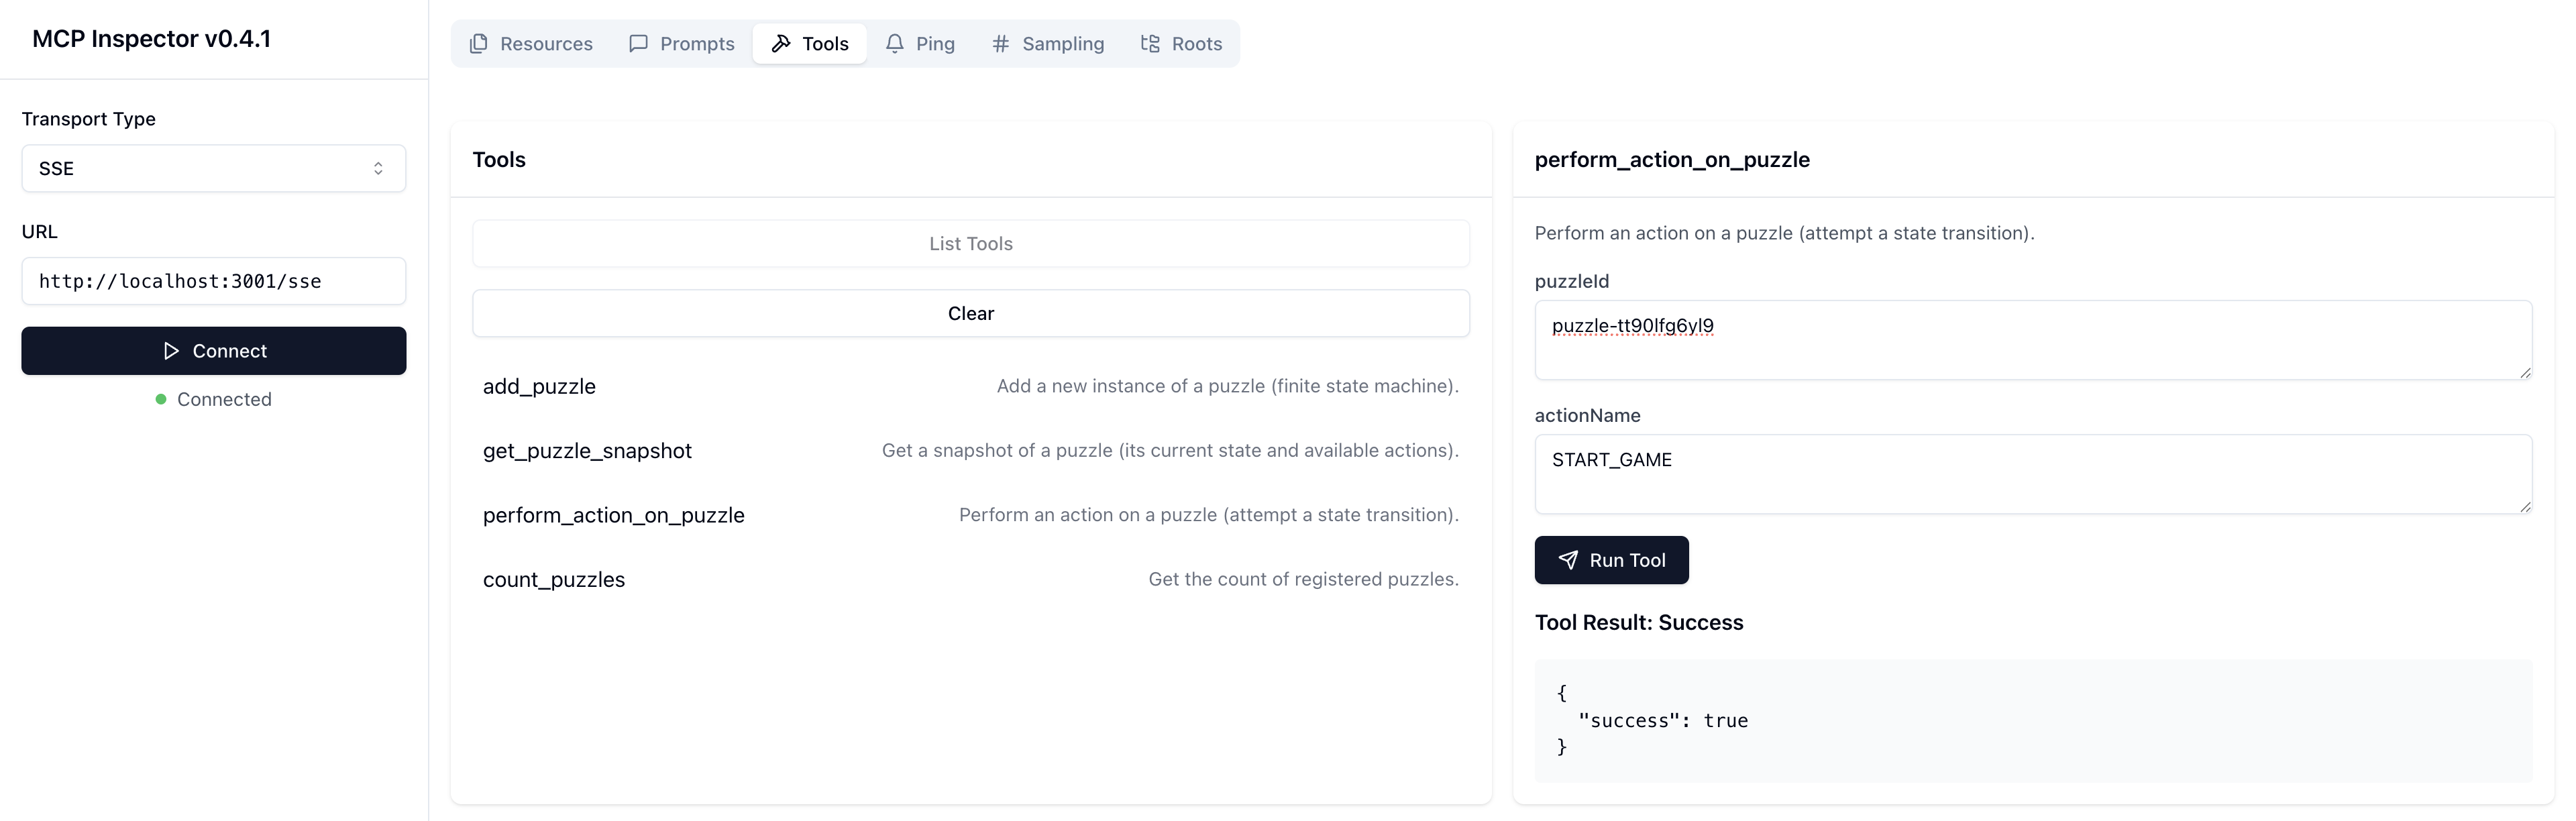 MCP Inspector v0.4.1
Transport Type
SSE
URL
http://localhost:3001/sse
Connect
Connected
Resources
Prompts
Tools
Ping
Sampling
Roots
Tools
List Tools
Clear
add_puzzle
Add a new instance of a puzzle (finite state machine).
get_puzzle_snapshot
Get a snapshot of a puzzle (its current state and available actions).
perform_action_on_puzzle
Perform an action on a puzzle (attempt a state transition).
count_puzzles
Get the count of registered puzzles.
perform_action_on_puzzle
Perform an action on a puzzle (attempt a state transition).
puzzleId
puzzle-tt90lfg6yl9
actionName
START_GAME
Run Tool
Tool Result: Success
{
"success": true
}